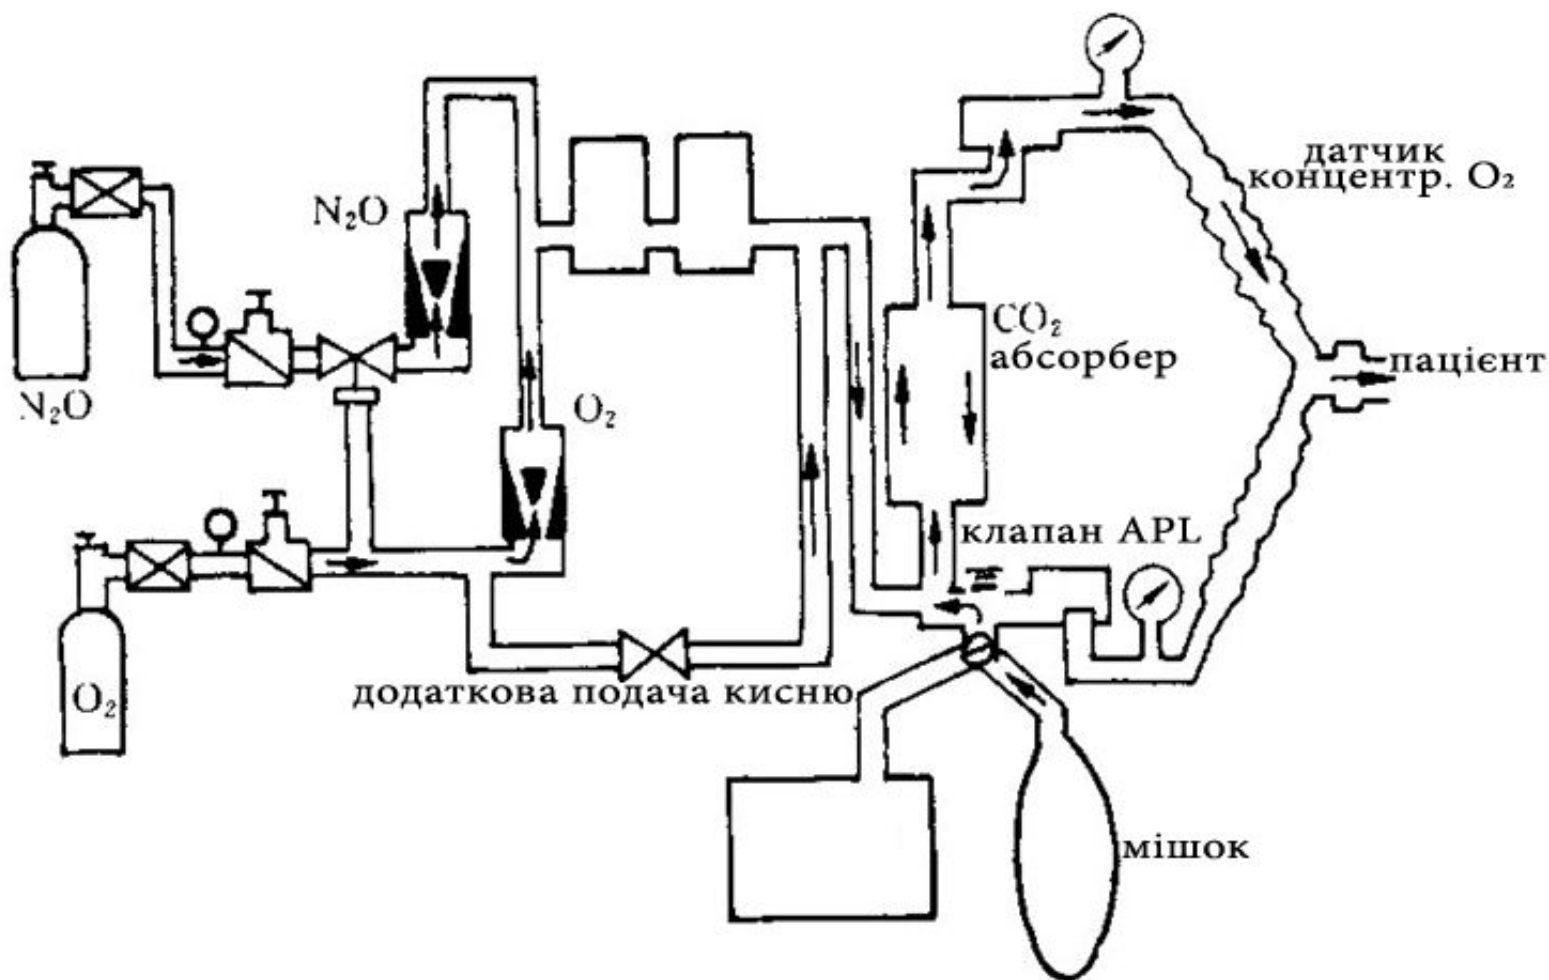 датчик
концентр. O₂
N₂O
CO₂
абсорбер
пацієнт
N₂O
O₂
клапан APL
додаткова подача кисню
O₂
мішок